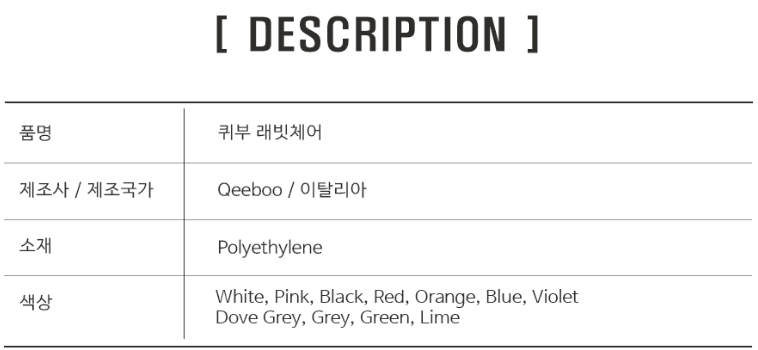 [ DESCRIPTION ]
품명 퀴부 래빗체어
제조사 / 제조국가 Qeeboo / 이탈리아
소재 Polyethylene
색상 White, Pink, Black, Red, Orange, Blue, Violet
Dove Grey, Grey, Green, Lime